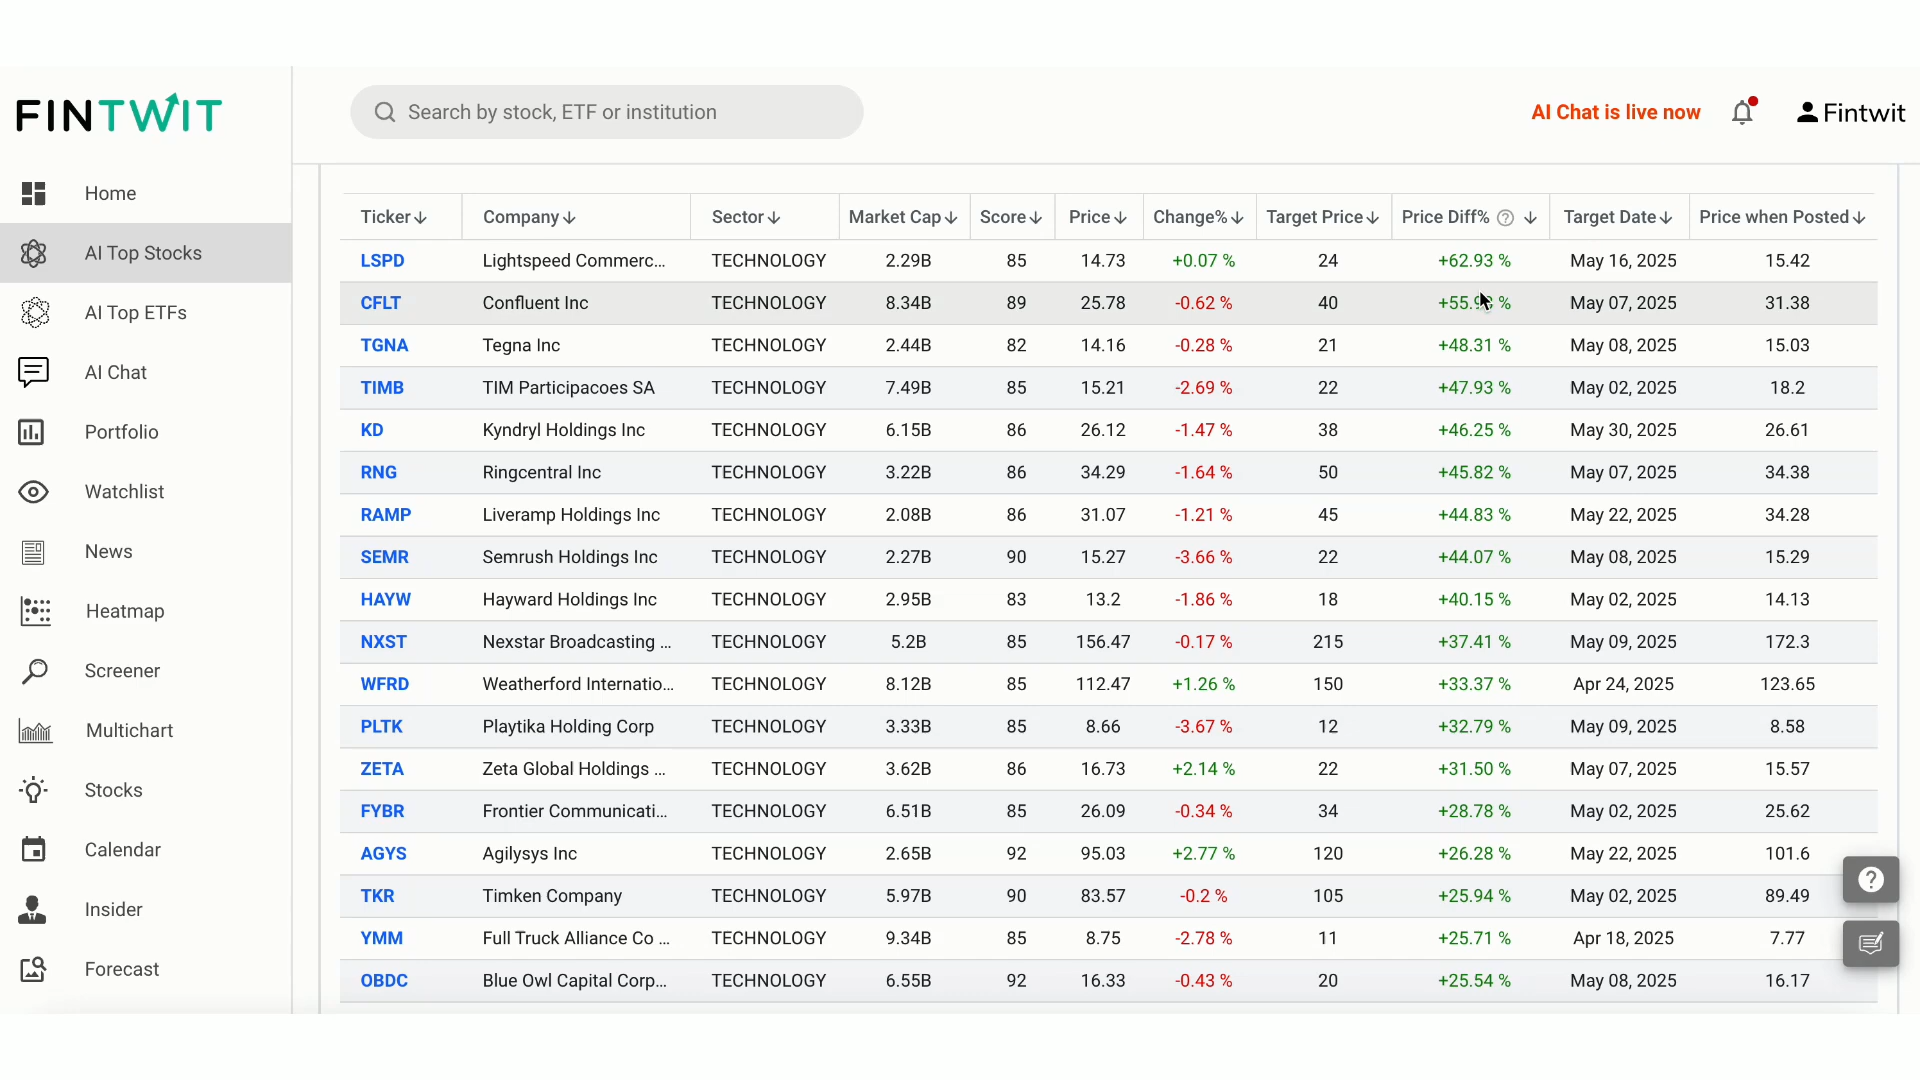 FINTWIT
Search by stock, ETF or institution
AI Chat is live now
Fintwit
Home
AI Top Stocks
AI Top ETFs
AI Chat
Portfolio
Watchlist
News
Heatmap
Screener
Multichart
Stocks
Calendar
Insider
Forecast
Ticker Company Sector Market Cap Score Price Change% Target Price Price Diff% Target Date Price when Posted
LSPD Lightspeed Commerc... TECHNOLOGY 2.29B 85 14.73 +0.07 % 24 +62.93 % May 16, 2025 15.42
CFLT Confluent Inc TECHNOLOGY 8.34B 89 25.78 -0.62 % 40 May 07, 2025 31.38
TGNA Tegna Inc TECHNOLOGY 2.44B 82 14.16 -0.28 % 21 +48.31 % May 08, 2025 15.03
TIMB TIM Participacoes SA TECHNOLOGY 7.49B 85 15.21 -2.69 % 22 +47.93 % May 02, 2025 18.2
KD Kyndryl Holdings Inc TECHNOLOGY 6.15B 86 26.12 -1.47 % 38 +46.25 % May 30, 2025 26.61
RNG Ringcentral Inc TECHNOLOGY 3.22B 86 34.29 -1.64 % 50 +45.82 % May 07, 2025 34.38
RAMP Liveramp Holdings Inc TECHNOLOGY 2.08B 86 31.07 -1.21 % 45 +44.83 % May 22, 2025 34.28
SEMR Semrush Holdings Inc TECHNOLOGY 2.27B 90 15.27 -3.66 % 22 +44.07 % May 08, 2025 15.29
HAYW Hayward Holdings Inc TECHNOLOGY 2.95B 83 13.2 -1.86 % 18 +40.15 % May 02, 2025 14.13
NXST Nexstar Broadcasting ... TECHNOLOGY 5.2B 85 156.47 -0.17 % 215 +37.41 % May 09, 2025 172.3
WFRD Weatherford Internatio... TECHNOLOGY 8.12B 85 112.47 +1.26 % 150 +33.37 % Apr 24, 2025 123.65
PLTK Playtika Holding Corp TECHNOLOGY 3.33B 85 8.66 -3.67 % 12 +32.79 % May 09, 2025 8.58
ZETA Zeta Global Holdings ... TECHNOLOGY 3.62B 86 16.73 +2.14 % 22 +31.50 % May 07, 2025 15.57
FYBR Frontier Communicati... TECHNOLOGY 6.51B 85 26.09 -0.34 % 34 +28.78 % May 02, 2025 25.62
AGYS Agilysys Inc TECHNOLOGY 2.65B 92 95.03 +2.77 % 120 +26.28 % May 22, 2025 101.6
TKR Timken Company TECHNOLOGY 5.97B 90 83.57 -0.2 % 105 +25.94 % May 02, 2025 89.49
YMM Full Truck Alliance Co ... TECHNOLOGY 9.34B 85 8.75 -2.78 % 11 +25.71 % Apr 18, 2025 7.77
OBDC Blue Owl Capital Corp... TECHNOLOGY 6.55B 92 16.33 -0.43 % 20 +25.54 % May 08, 2025 16.17